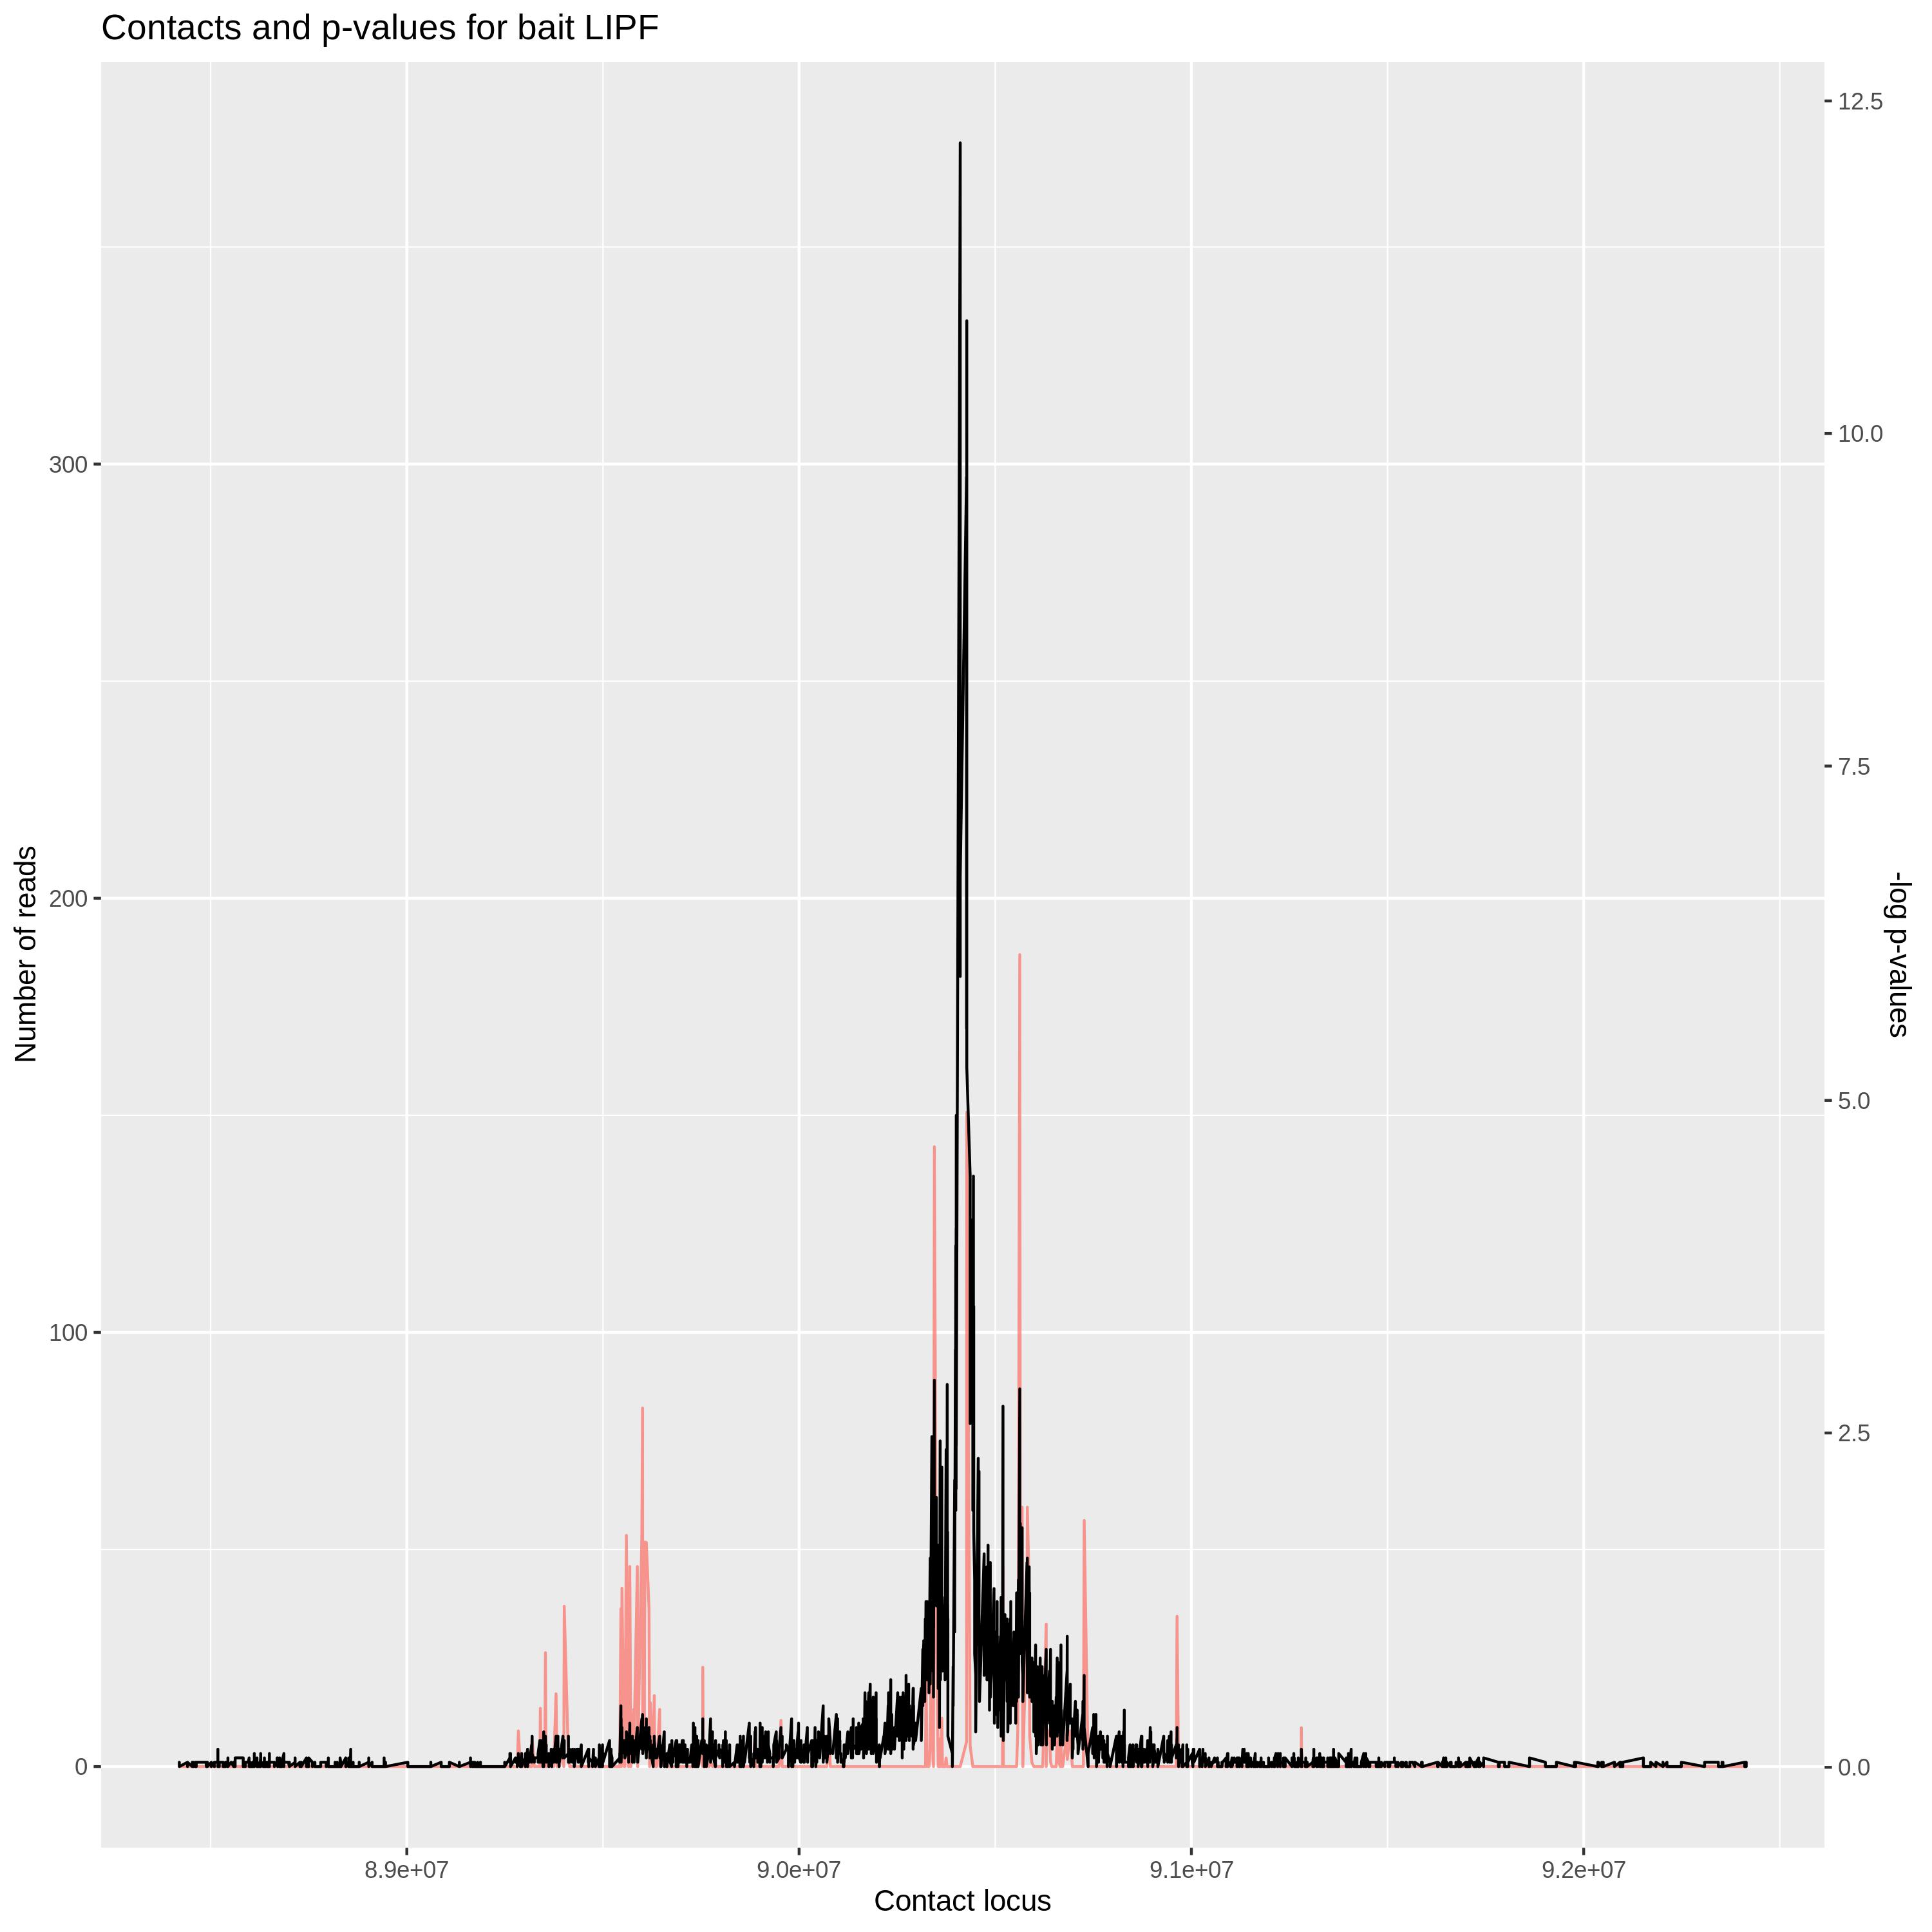 Contacts and p-values for bait LIPF
12.5
10.0
300
7.5
200
Number of reads
-log p-values
5.0
100
2.5
0
0.0
8.9e+07
9.0e+07
9.1e+07
9.2e+07
Contact locus